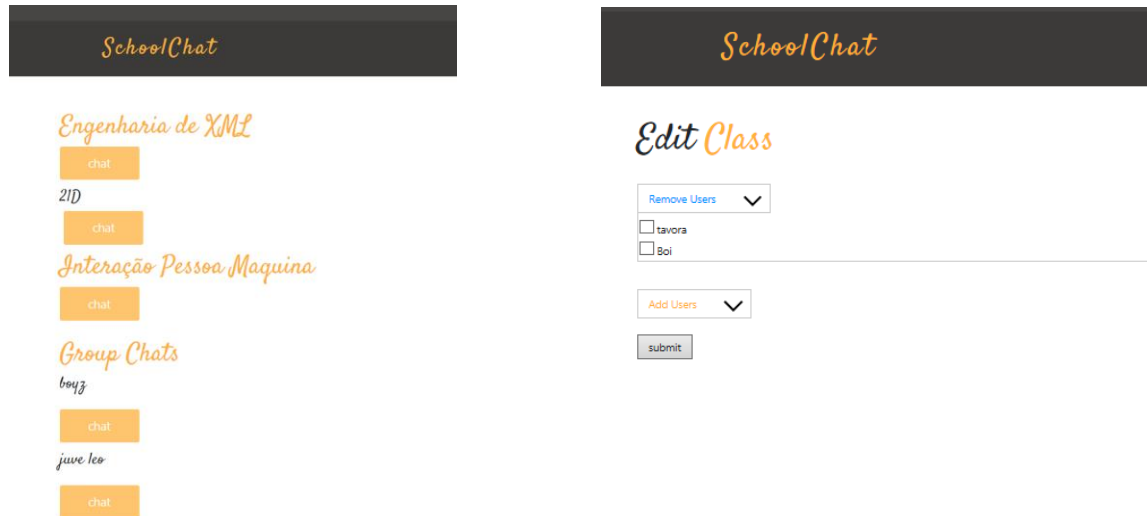 SchoolChat
Engenharia de XML
chat
21D
chat
Interação Pessoa Maquina
chat
Group Chats
boyz
chat
juve leo
chat
SchoolChat
Edit Class
Remove Users
tavora
Boi
Add Users
submit